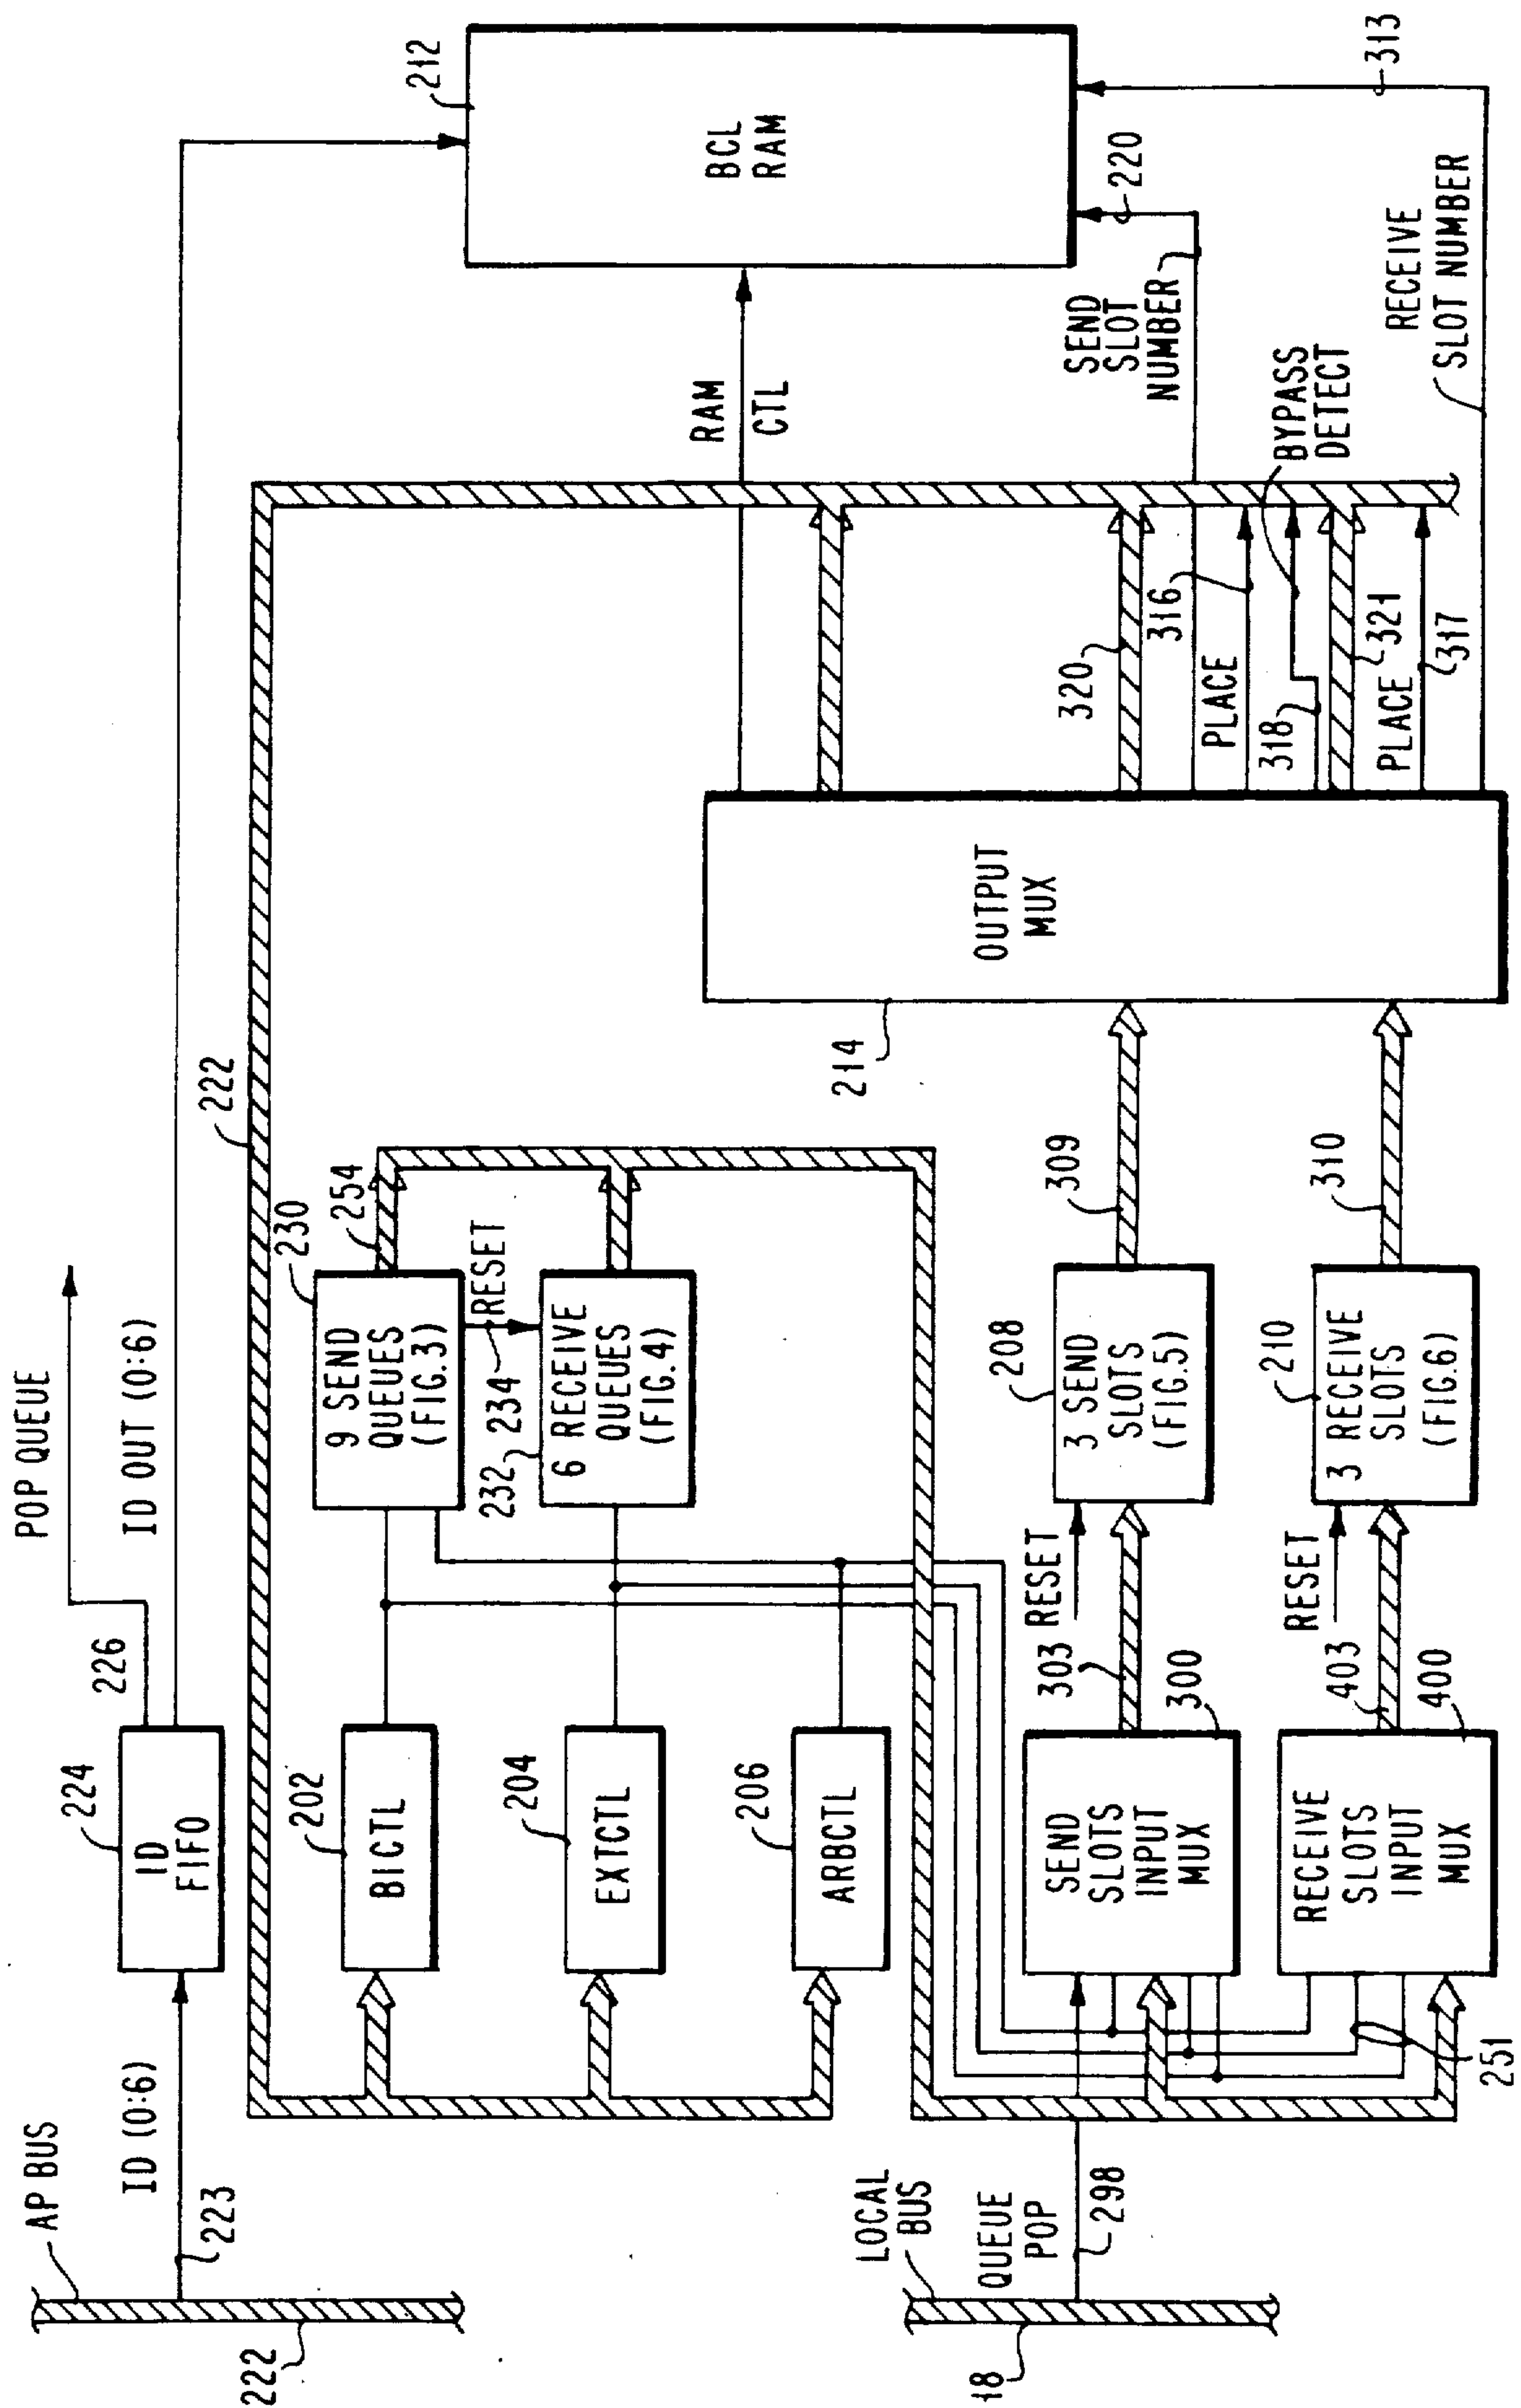 AP BUS
222
ID (0:6)
223
224
ID
FIFO
226
POP QUEUE
ID OUT (0:6)
222
212
BCL
RAM
202
BICTL
204
EXTCTL
206
ARBCTL
230
9 SEND
QUEUES
(FIG.3)
254
RESET
234
232
6 RECEIVE
QUEUES
(FIG.4)
RAM
CTL
LOCAL
BUS
18
QUEUE
POP
298
SEND
SLOTS
INPUT
MUX
300
303
RESET
208
3 SEND
SLOTS
(FIG.5)
309
RECEIVE
SLOTS
INPUT
MUX
400
403
251
RESET
210
3 RECEIVE
SLOTS
(FIG.6)
310
214
OUTPUT
MUX
320
316
PLACE
318
321
PLACE
317
SEND
SLOT
NUMBER
220
BYPASS
DETECT
RECEIVE
SLOT NUMBER
313